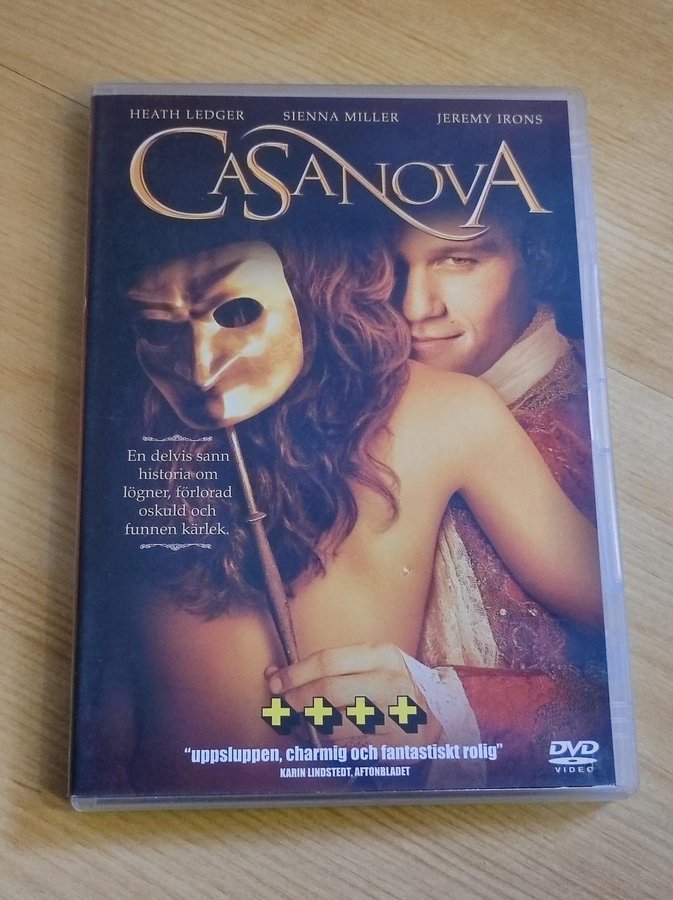 HEATH LEDGER SIENNA MILLER JEREMY IRONS
CASANOVA
En delvis sann
historia om
lögner, förlorad
oskuld och
funnen kärlek.
++++
"uppsluppen, charmig och fantastiskt rolig"
KARIN LINDSTEDT, AFTONBLADET
DVD
VIDEO